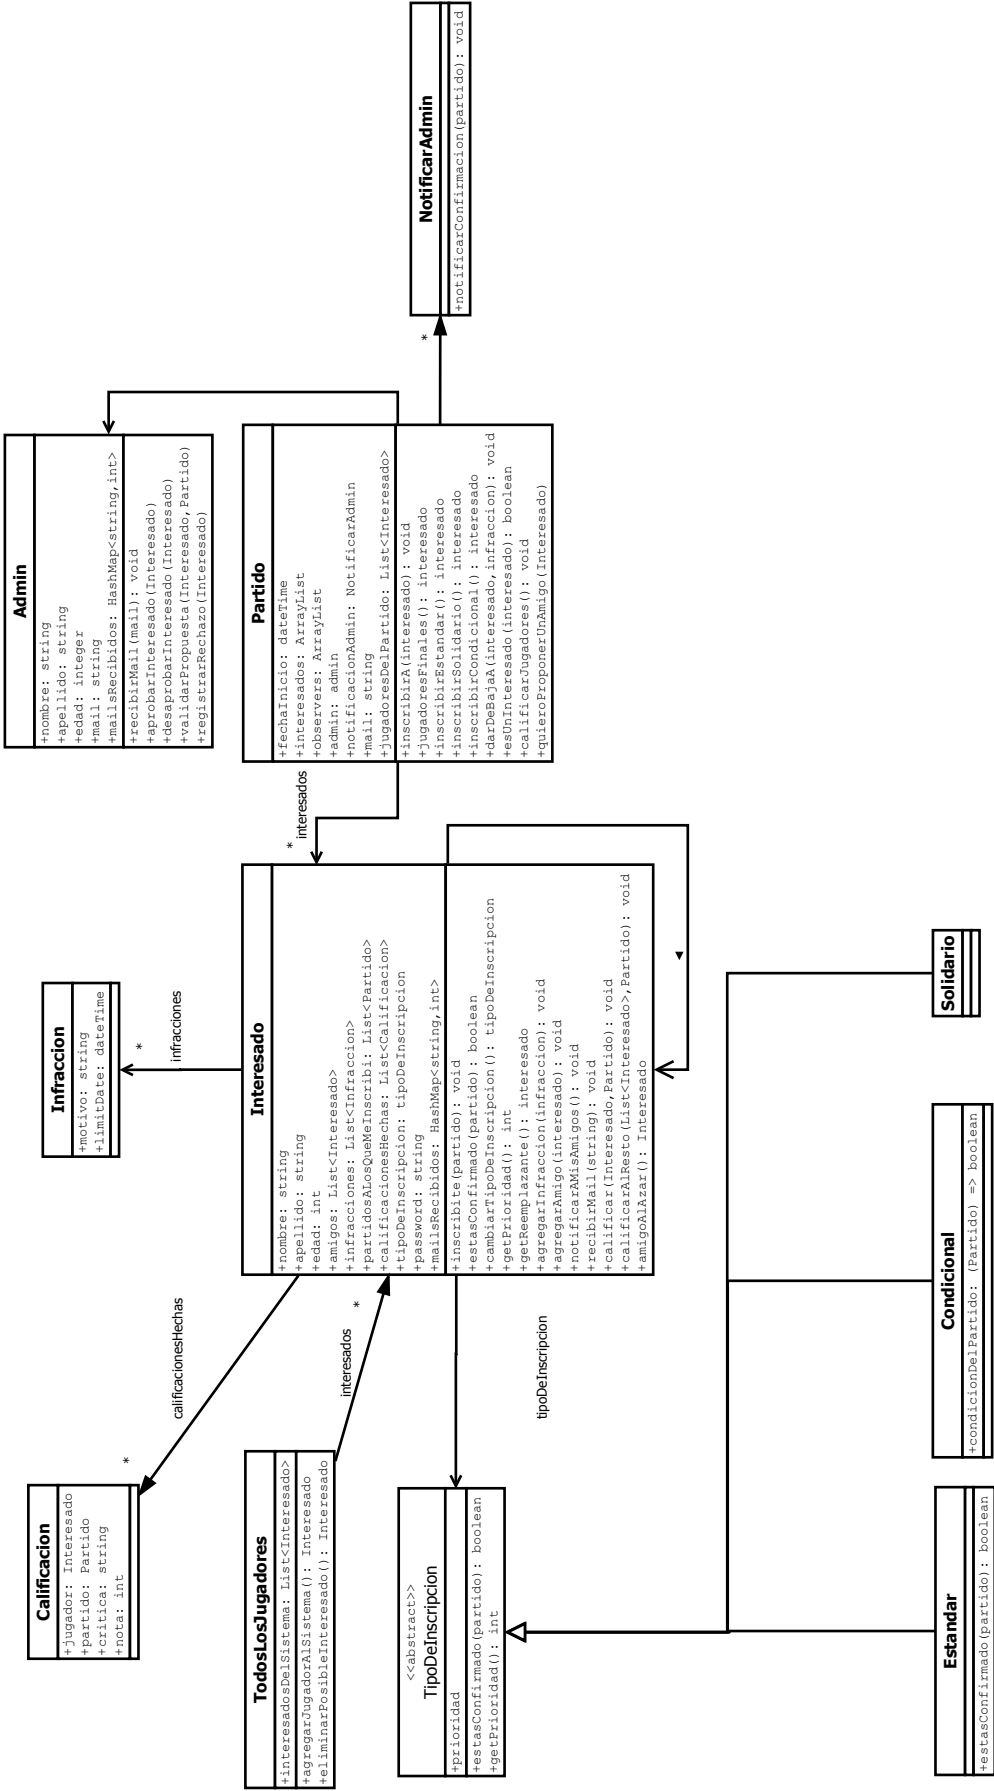 Calificacion
+jugador: Interesado
+partido: Partido
+critica: string
+nota: int
*
calificacionesHechas
Infraccion
+motivo: string
+limitDate: dateTime
*
infracciones
Admin
+nombre: string
+apellido: string
+edad: integer
+mail: string
+mailsRecibidos: HashMap<string,int>
+recibirMail(mail): void
+aprobarInteresado(Interesado)
+desaprobarInteresado(Interesado)
+validarPropuesta(Interesado,Partido)
+registrarRechazo(Interesado)
TodosLosJugadores
+interesadosDelSistema: List<Interesado>
+agregarJugadorAlSistema(): Interesado
+eliminarPosibleInteresado(): Interesado
interesados
*
Interesado
+nombre: string
+apellido: string
+edad: int
+amigos: List<Interesado>
+infracciones: List<Infraccion>
+partidosALosQueMeInscribi: List<Partido>
+calificacionesHechas: List<Calificacion>
+tipoDeInscripcion: tipoDeInscripcion
+password: string
+mailsRecibidos: HashMap<string,int>
+inscribite(partido): void
+estasConfirmado(partido): boolean
+cambiarTipoDeInscripcion(): tipoDeInscripcion
+getPrioridad(): int
+getReemplazante(): interesado
+agregarInfraccion(infraccion): void
+agregarAmigo(interesado): void
+notificarAMisAmigos(): void
+recibirMail(string): void
+calificar(Interesado,Partido): void
+calificarAlResto(List<Interesado>,Partido): void
+amigoAlAzar(): Interesado
*
interesados
Partido
+fechaInicio: dateTime
+interesados: ArrayList
+observers: ArrayList
+admin: admin
+notificacionAdmin: NotificarAdmin
+mail: string
+jugadoresDelPartido: List<Interesado>
+inscribirA(interesado): void
+jugadoresFinales(): interesado
+inscribirEstandar(): interesado
+inscribirSolidario(): interesado
+inscribirCondicional(): interesado
+darDeBajaA(interesado,infraccion): void
+esUnInteresado(interesado): boolean
+calificarJugadores(): void
+quieroProponerUnAmigo(Interesado)
*
NotificarAdmin
+notificarConfirmacion(partido): void
<<abstract>>
TipoDeInscripcion
+prioridad
+estasConfirmado(partido): boolean
+getPrioridad(): int
tipoDeInscripcion
Estandar
+estasConfirmado(partido): boolean
Condicional
+condicionDelPartido: (Partido) => boolean
Solidario